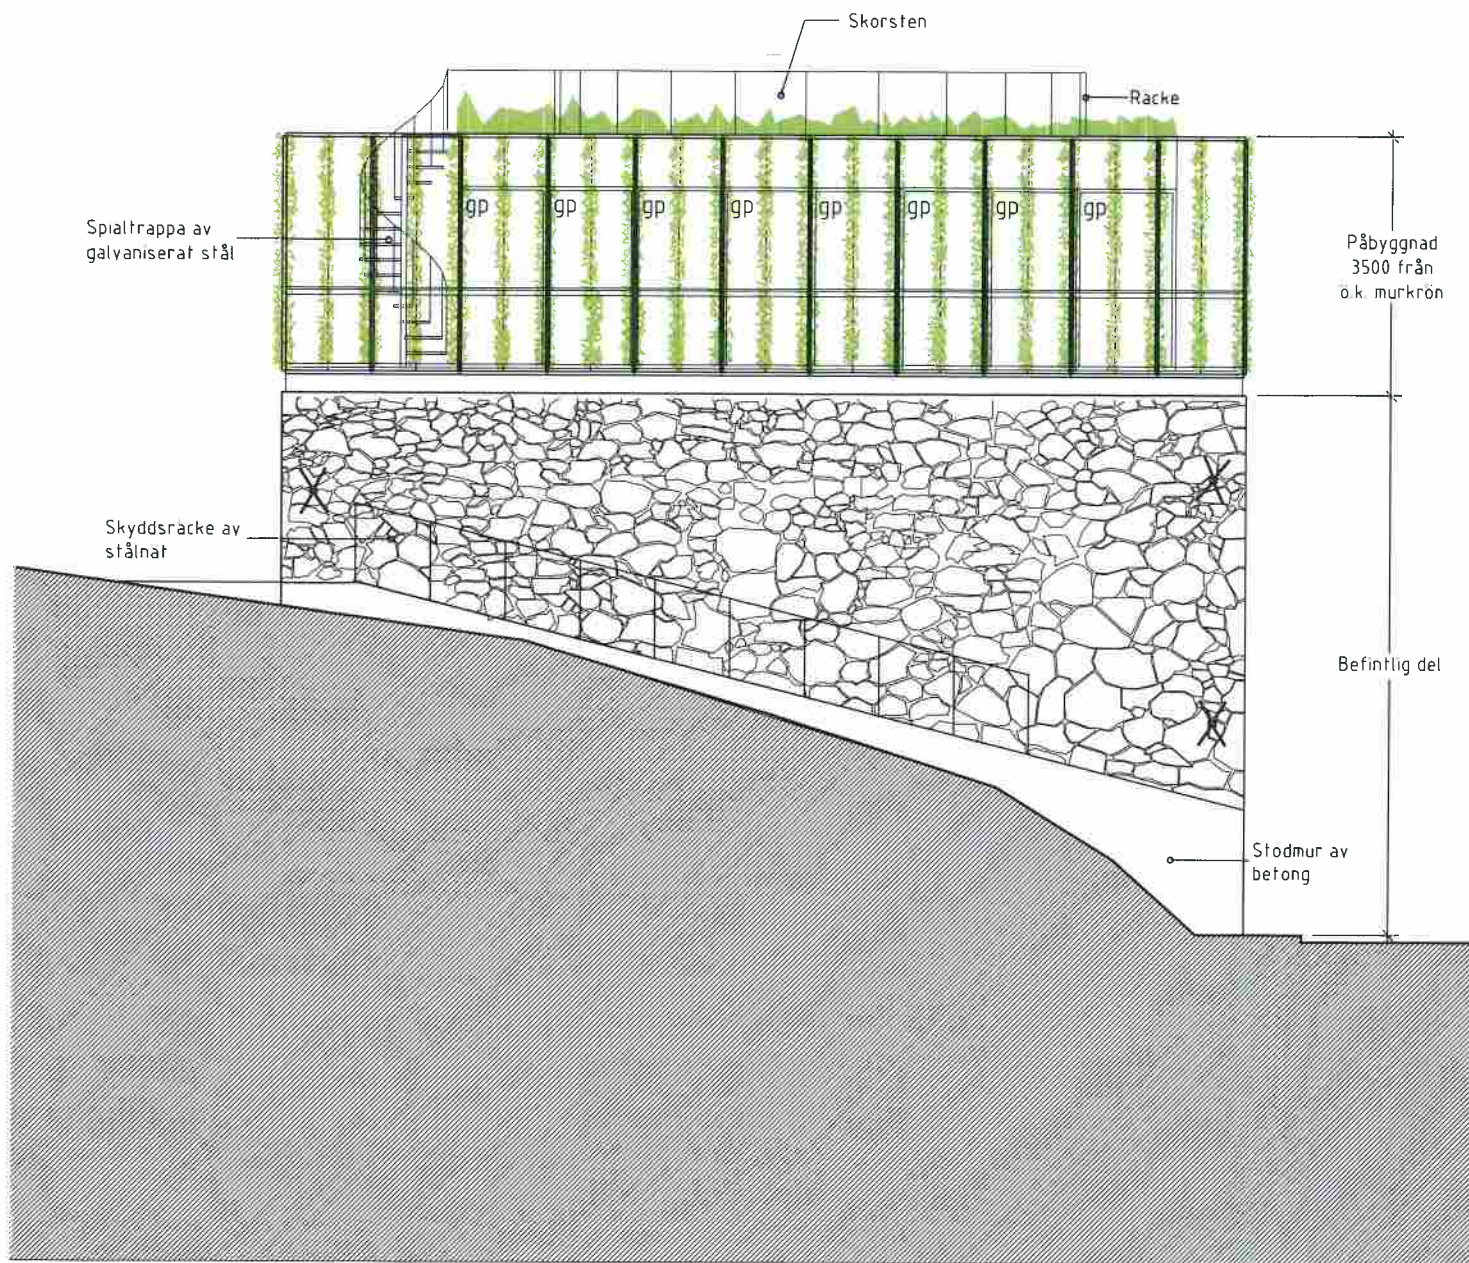 Skorsten
Räcke
Spialtrappa av
galvaniserat stål
gp gp gp gp gp gp gp gp
Påbyggnad
3500 från
ö.k. murkrön
Skyddsräcke av
stålnät
Befintlig del
Stödmur av
betong